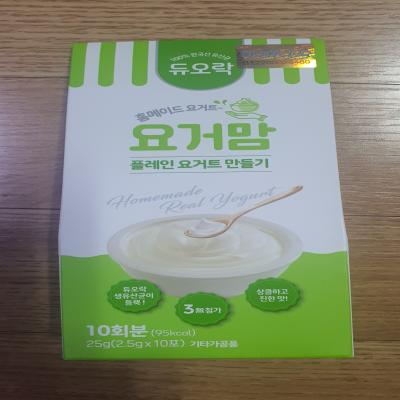 100% 한국산 유산균
듀오락
홈메이드 요거트~
요거맘
플레인 요거트 만들기
Homemade
Real Yogurt
듀오락
생유산균이
듬뿍!
3無첨가
상큼하고
진한 맛!
10회분 (95kcal)
25g(2.5g x 10포) 기타가공품